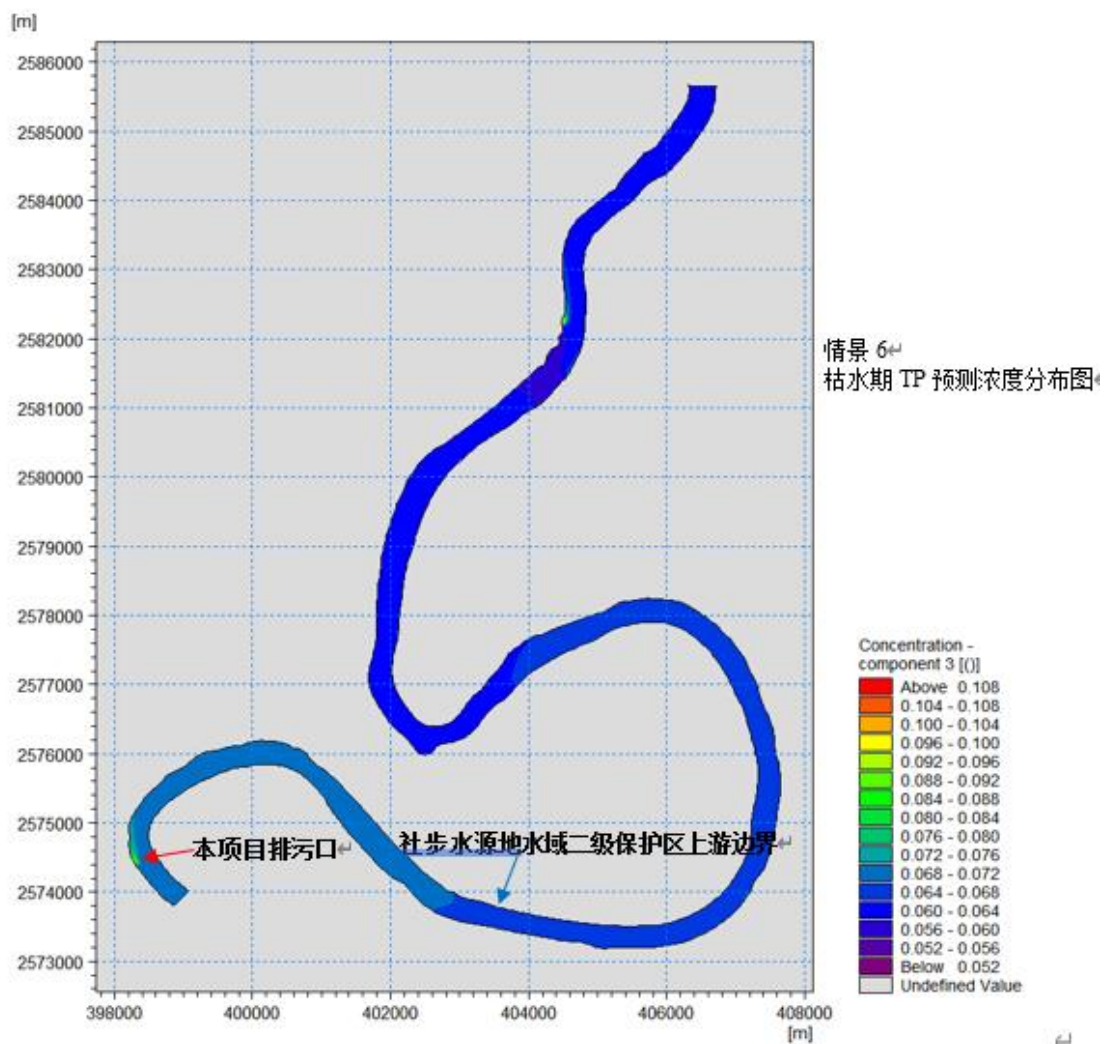 [m]
2586000
2585000
2584000
2583000
2582000
2581000
2580000
2579000
2578000
2577000
2576000
2575000
2574000
2573000
398000 400000 402000 404000 406000 408000
[m]
情景 6↵
枯水期 TP 预测浓度分布图↵
本项目排污口↵
社步水源地水域二级保护区上游边界↵
Concentration -
component 3 [()]
Above 0.108
0.104 - 0.108
0.100 - 0.104
0.096 - 0.100
0.092 - 0.096
0.088 - 0.092
0.084 - 0.088
0.080 - 0.084
0.076 - 0.080
0.072 - 0.076
0.068 - 0.072
0.064 - 0.068
0.060 - 0.064
0.056 - 0.060
0.052 - 0.056
Below 0.052
Undefined Value
↵